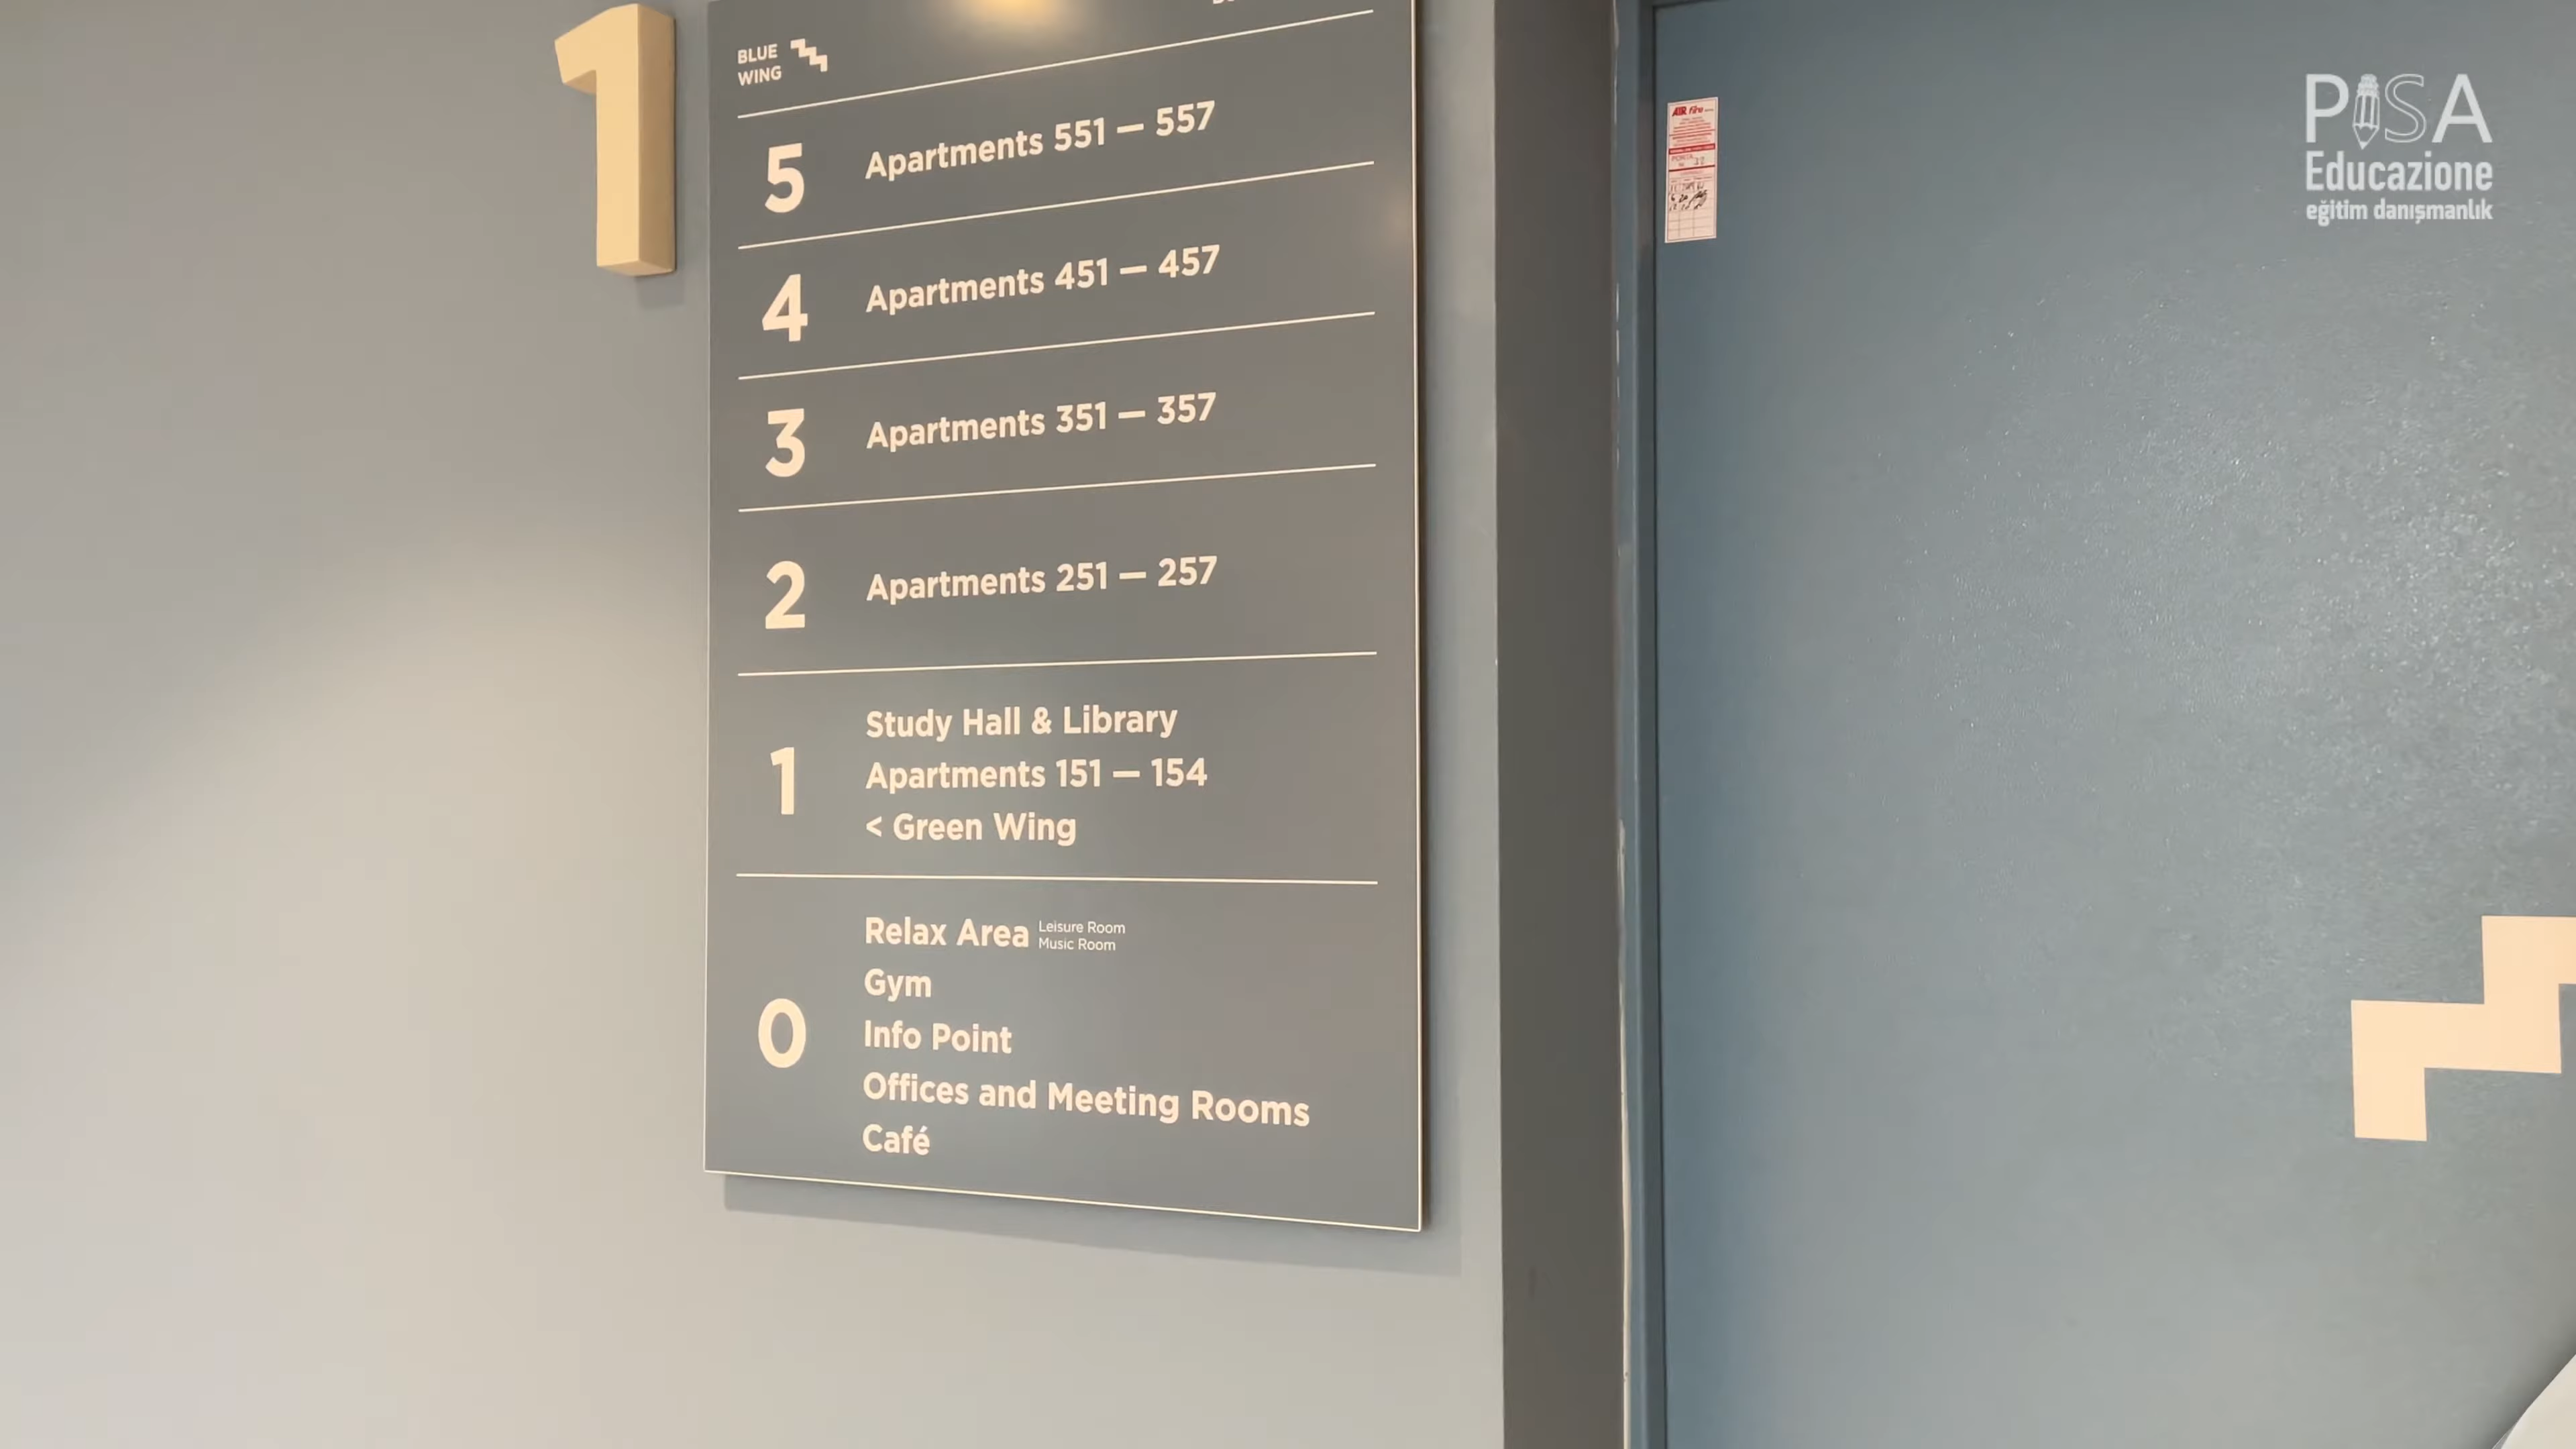 1
BLUE
WING
5 Apartments 551 — 557
4 Apartments 451 — 457
3 Apartments 351 — 357
2 Apartments 251 — 257
1
Study Hall & Library
Apartments 151 — 154
< Green Wing
0
Relax Area
Leisure Room
Music Room
Gym
Info Point
Offices and Meeting Rooms
Café
PISA
Educazione
eğitim danışmanlık